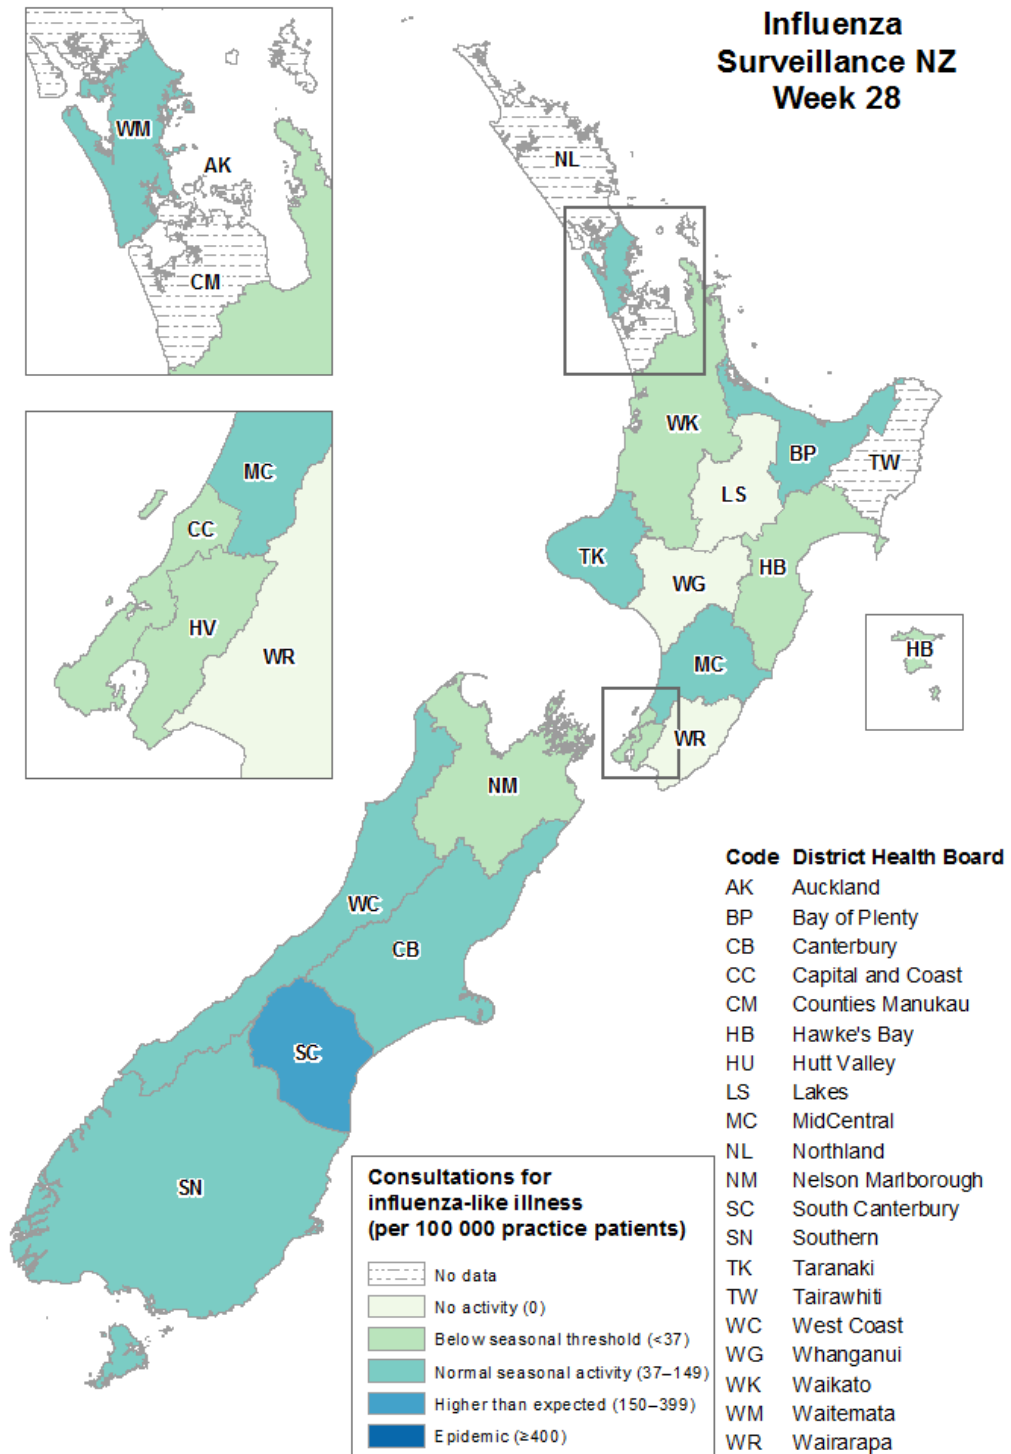 Influenza
Surveillance NZ
Week 28
WM
AK
CM
NL
WK
BP
TW
LS
TK
WG
HB
MC
WR
HB
MC
CC
HV
WR
NM
WC
CB
SC
SN
Code District Health Board
AK Auckland
BP Bay of Plenty
CB Canterbury
CC Capital and Coast
CM Counties Manukau
HB Hawke's Bay
HU Hutt Valley
LS Lakes
MC MidCentral
NL Northland
NM Nelson Marlborough
SC South Canterbury
SN Southern
TK Taranaki
TW Tairawhiti
WC West Coast
WG Whanganui
WK Waikato
WM Waitemata
WR Wairarapa
Consultations for
influenza-like illness
(per 100 000 practice patients)
No data
No activity (0)
Below seasonal threshold (<37)
Normal seasonal activity (37–149)
Higher than expected (150–399)
Epidemic (≥400)